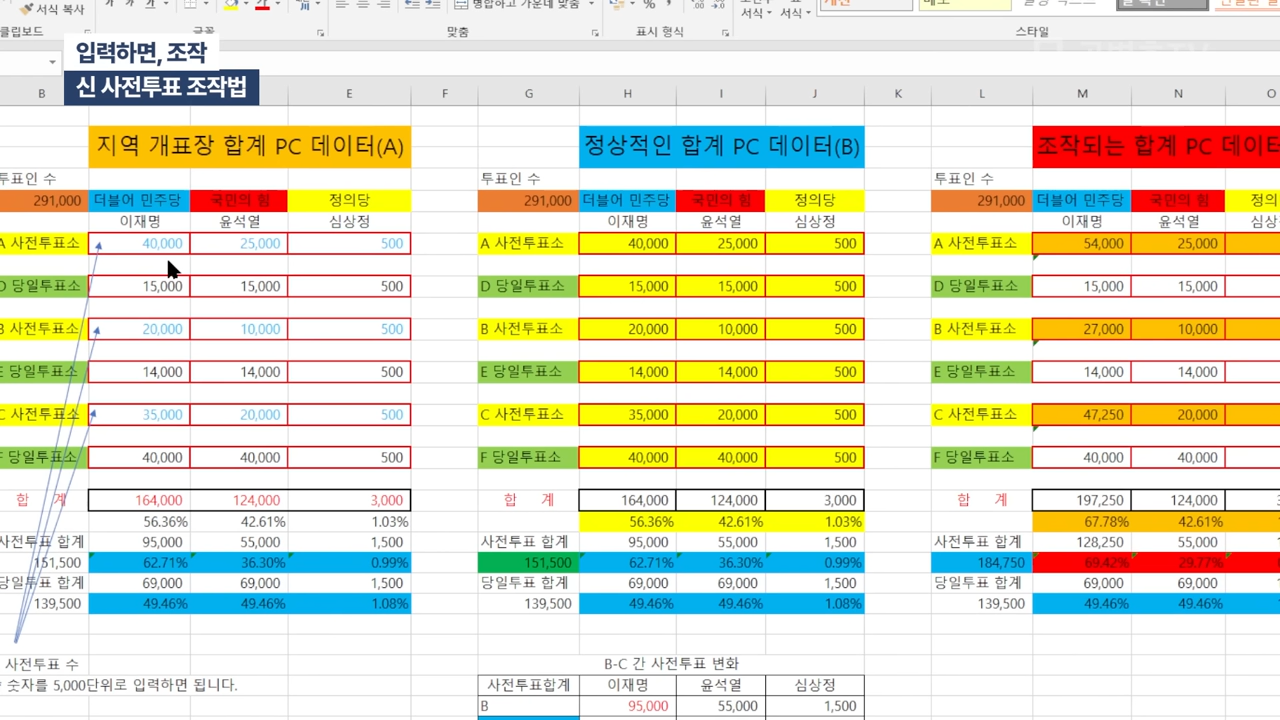 서식 복사
병합하고 가운데 맞춤
서식
서식
클립보드
글꼴
맞춤
표시 형식
스타일
입력하면, 조작
신 사전투표 조작법
B C D E F G H I J K L M N O
지역 개표장 합계 PC 데이터(A)
정상적인 합계 PC 데이터(B)
조작되는 합계 PC 데이터
투표인 수 투표인 수 투표인 수
291,000 더불어 민주당 국민의 힘 정의당 291,000 더불어 민주당 국민의 힘 정의당 291,000 더불어 민주당 국민의 힘
이재명 윤석열 심상정 이재명 윤석열 심상정 이재명 윤석열
A 사전투표소 40,000 25,000 500 A 사전투표소 40,000 25,000 500 A 사전투표소 54,000 25,000
D 당일투표소 15,000 15,000 500 D 당일투표소 15,000 15,000 500 D 당일투표소 15,000 15,000
B 사전투표소 20,000 10,000 500 B 사전투표소 20,000 10,000 500 B 사전투표소 27,000 10,000
E 당일투표소 14,000 14,000 500 E 당일투표소 14,000 14,000 500 E 당일투표소 14,000 14,000
C 사전투표소 35,000 20,000 500 C 사전투표소 35,000 20,000 500 C 사전투표소 47,250 20,000
F 당일투표소 40,000 40,000 500 F 당일투표소 40,000 40,000 500 F 당일투표소 40,000 40,000
합 계 164,000 124,000 3,000 합 계 164,000 124,000 3,000 합 계 197,250 124,000
56.36% 42.61% 1.03% 56.36% 42.61% 1.03% 67.78% 42.61%
사전투표 합계 95,000 55,000 1,500 사전투표 합계 95,000 55,000 1,500 사전투표 합계 128,250 55,000
151,500 62.71% 36.30% 0.99% 151,500 62.71% 36.30% 0.99% 184,750 69.42% 29.77%
당일투표 합계 69,000 69,000 1,500 당일투표 합계 69,000 69,000 1,500 당일투표 합계 69,000 69,000
139,500 49.46% 49.46% 1.08% 139,500 49.46% 49.46% 1.08% 139,500 49.46% 49.46%
사전투표 수 B-C 간 사전투표 변화
숫자를 5,000단위로 입력하면 됩니다. 사전투표합계 이재명 윤석열 심상정
B 95,000 55,000 1,500